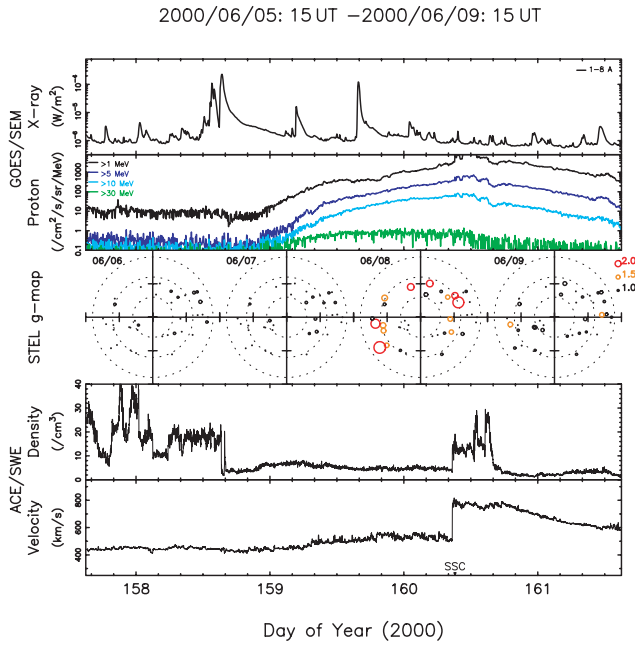 2000/06/05: 15 UT −2000/06/09: 15 UT
GOES/SEM
X-ray
(W/m²)
10⁻⁴
10⁻⁵
10⁻⁶
1-8 A
Proton
(/cm²/s/sr/MeV)
1000
100
10
1
0.1
>1 MeV
>5 MeV
>10 MeV
>30 MeV
STEL g-map
06/06
06/07
06/08
06/09
2.0
1.5
1.0
ACE/SWE
Density
(/cm³)
40
30
20
10
0
Velocity
(km/s)
800
600
400
SSC
158
159
160
161
Day of Year (2000)